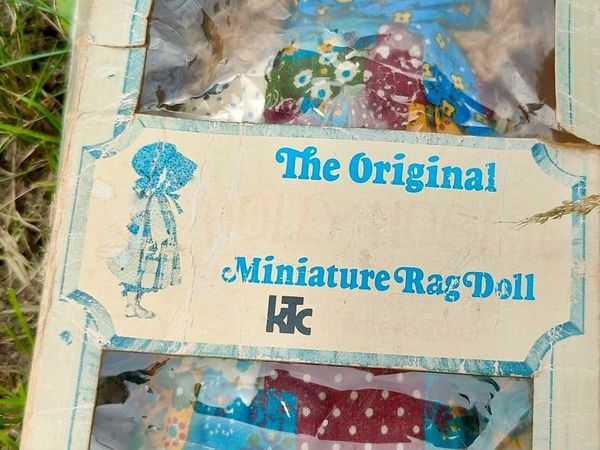 The Original
Miniature Rag Doll
KTC